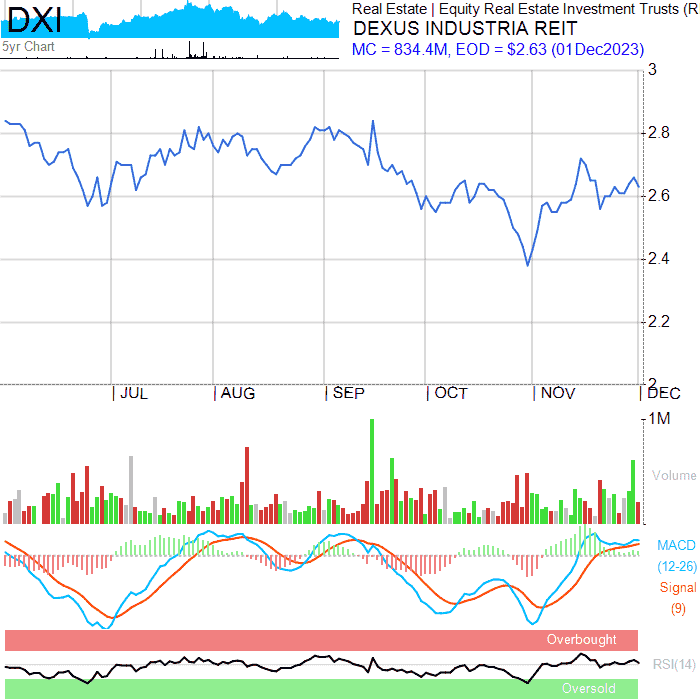 DXI
5yr Chart
Real Estate | Equity Real Estate Investment Trusts (R
DEXUS INDUSTRIA REIT
MC = 834.4M, EOD = $2.63 (01Dec2023)
3
2.8
2.6
2.4
2.2
2
JUL AUG SEP OCT NOV DEC
1M
Volume
MACD
(12-26)
Signal
(9)
Overbought
RSI(14)
Oversold